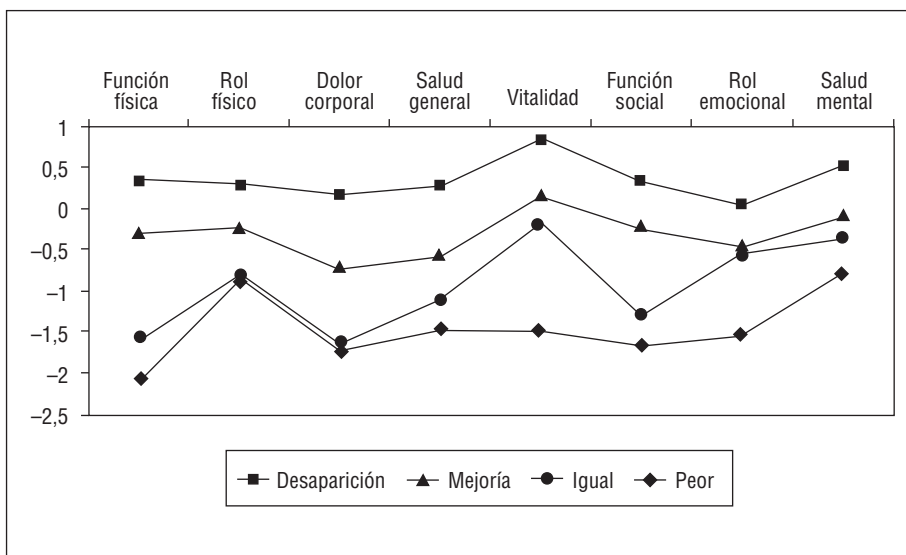 Función física
Rol físico
Dolor corporal
Salud general
Vitalidad
Función social
Rol emocional
Salud mental
1
0,5
0
–0,5
–1
–1,5
–2
–2,5
Desaparición
Mejoría
Igual
Peor